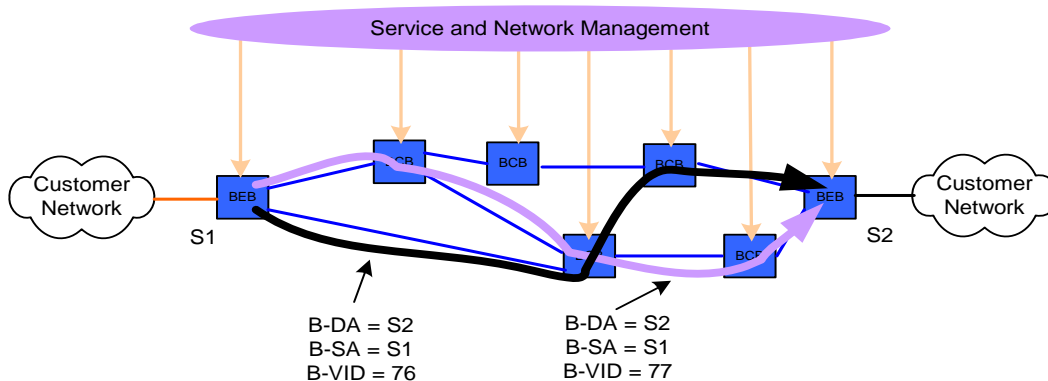 Service and Network Management
Customer
Network
BEB
S1
BCB
BCB
BCB
BEB
S2
Customer
Network
BCB
B-DA = S2
B-SA = S1
B-VID = 76
B-DA = S2
B-SA = S1
B-VID = 77